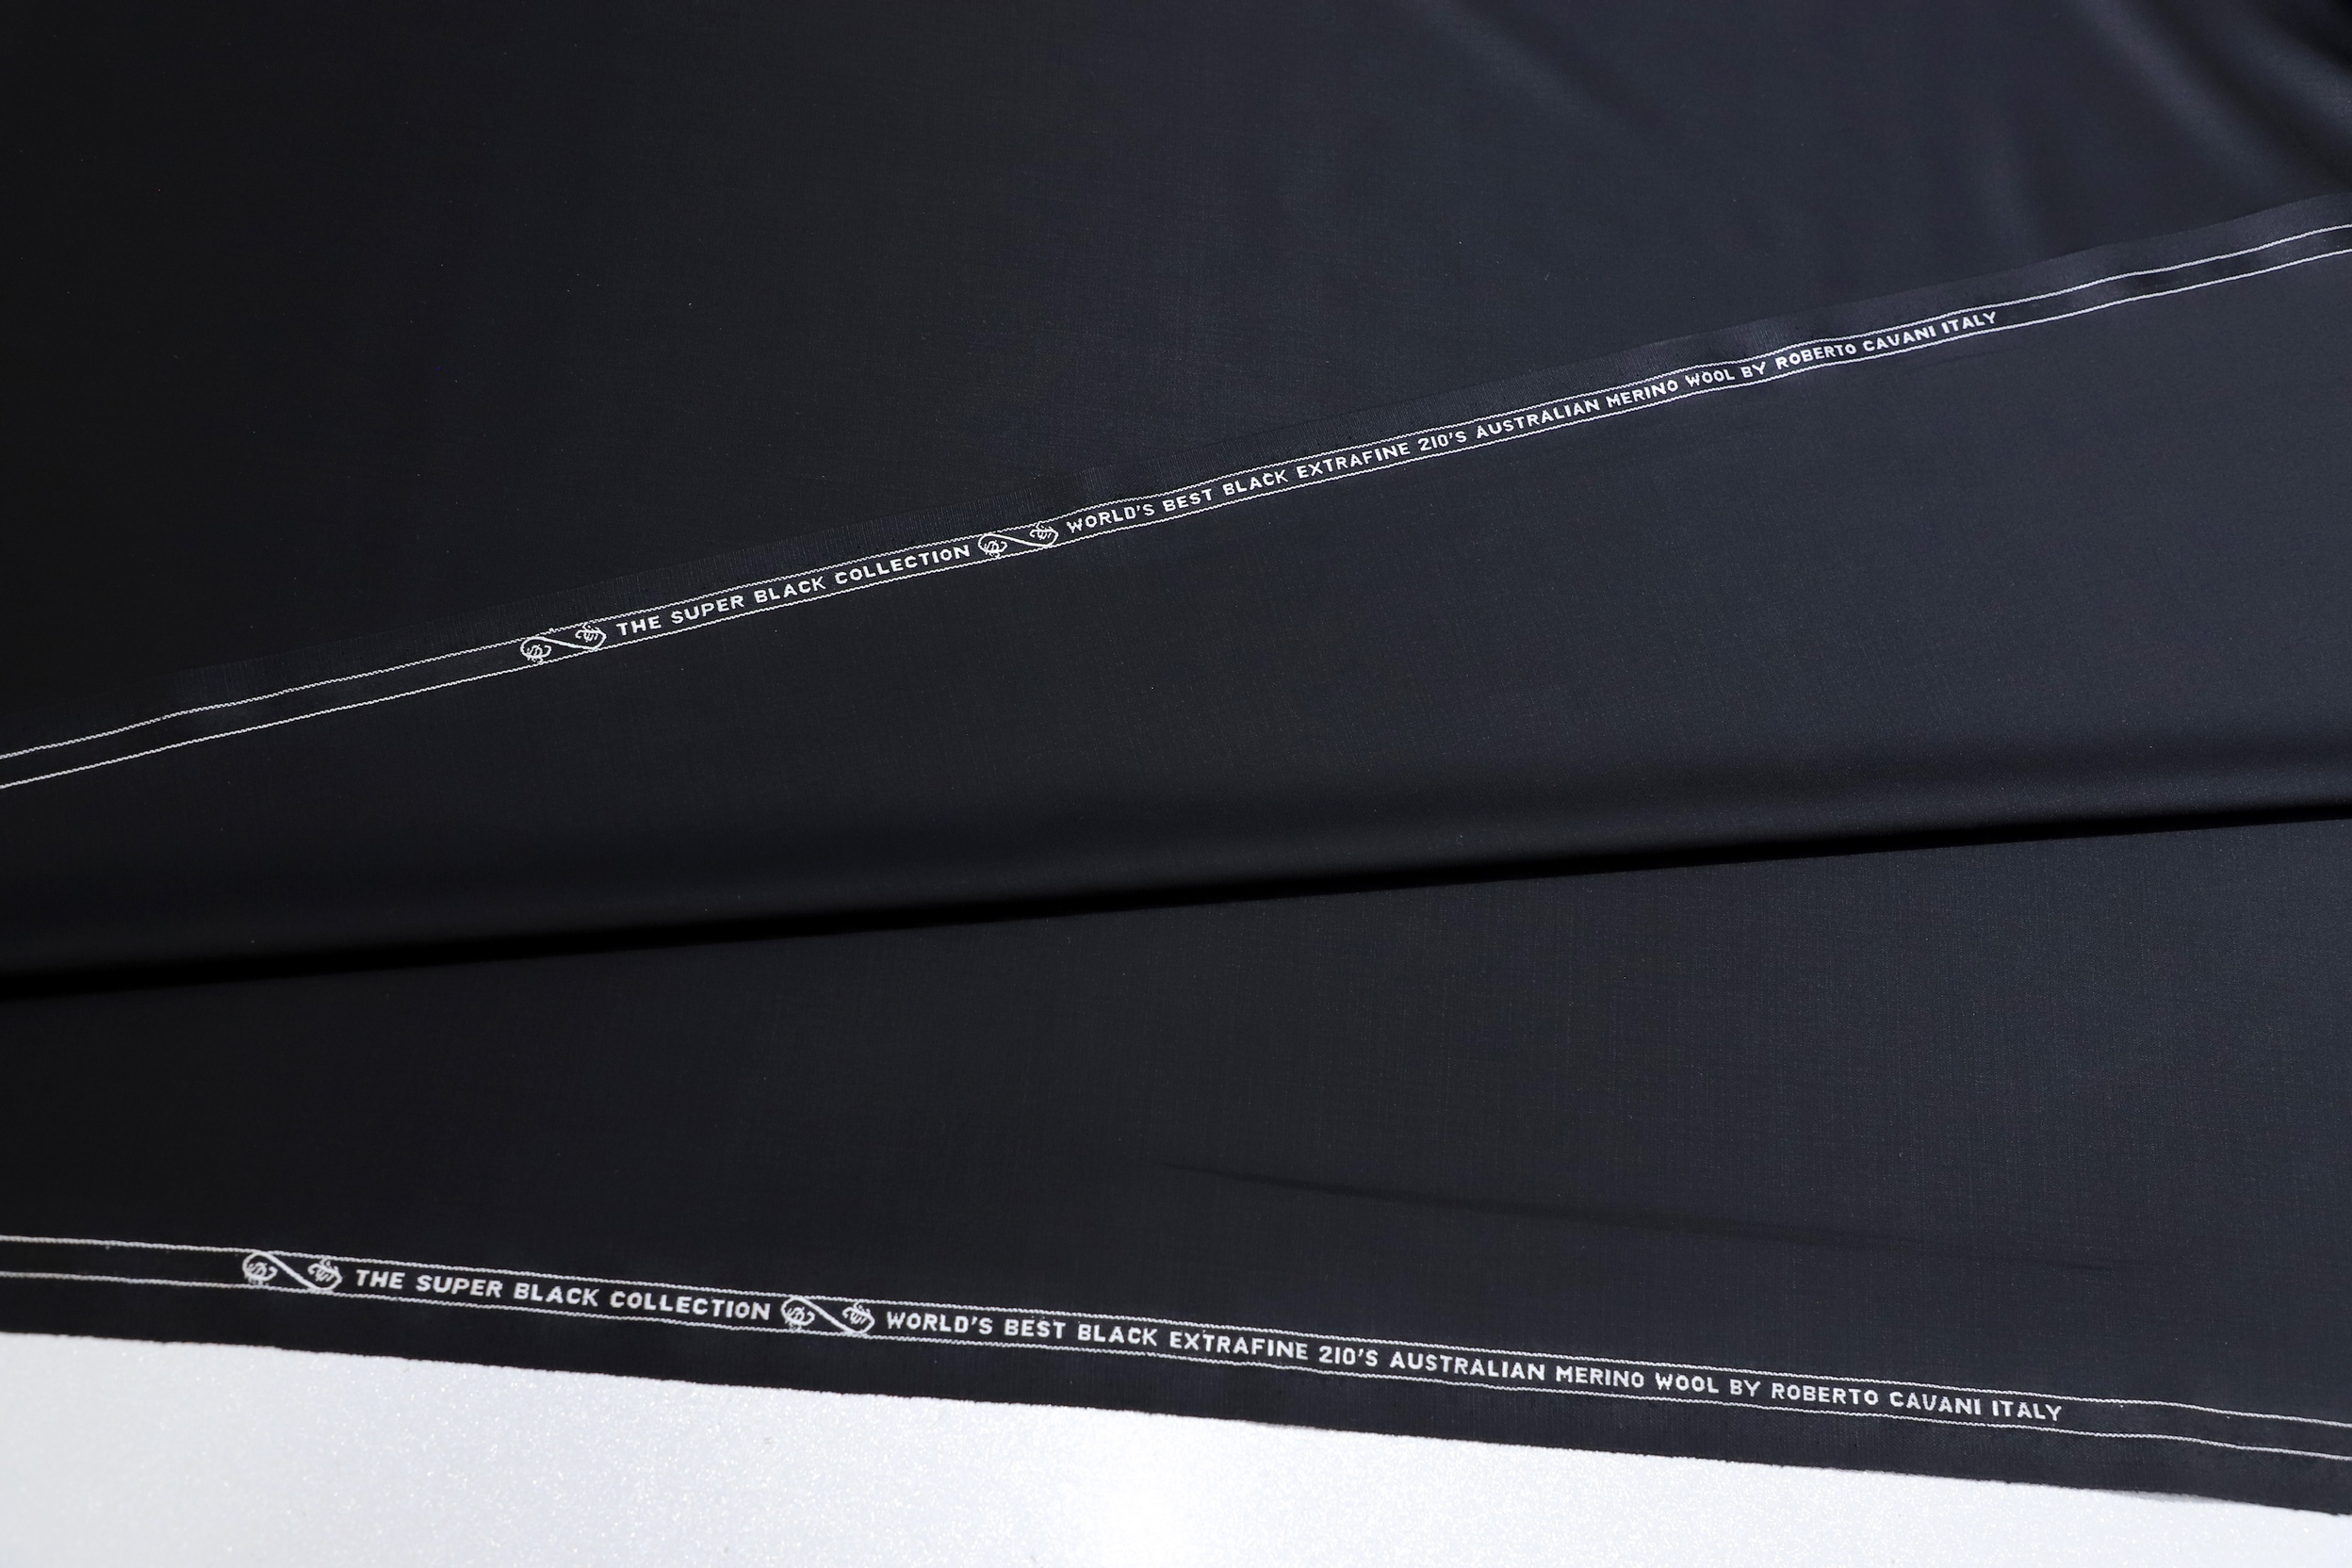 THE SUPER BLACK COLLECTION WORLD'S BEST BLACK EXTRAFINE 210'S AUSTRALIAN MERINO WOOL BY ROBERTO CAVANI ITALY
THE SUPER BLACK COLLECTION WORLD'S BEST BLACK EXTRAFINE 210'S AUSTRALIAN MERINO WOOL BY ROBERTO CAVANI ITALY